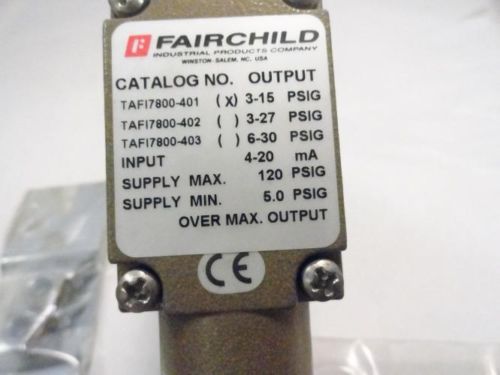 FAIRCHILD
INDUSTRIAL PRODUCTS COMPANY
WINSTON-SALEM, NC, USA
CATALOG NO. OUTPUT
TAFI7800-401 (X) 3-15 PSIG
TAFI7800-402 ( ) 3-27 PSIG
TAFI7800-403 ( ) 6-30 PSIG
INPUT 4-20 mA
SUPPLY MAX. 120 PSIG
SUPPLY MIN. 5.0 PSIG
OVER MAX. OUTPUT
CE